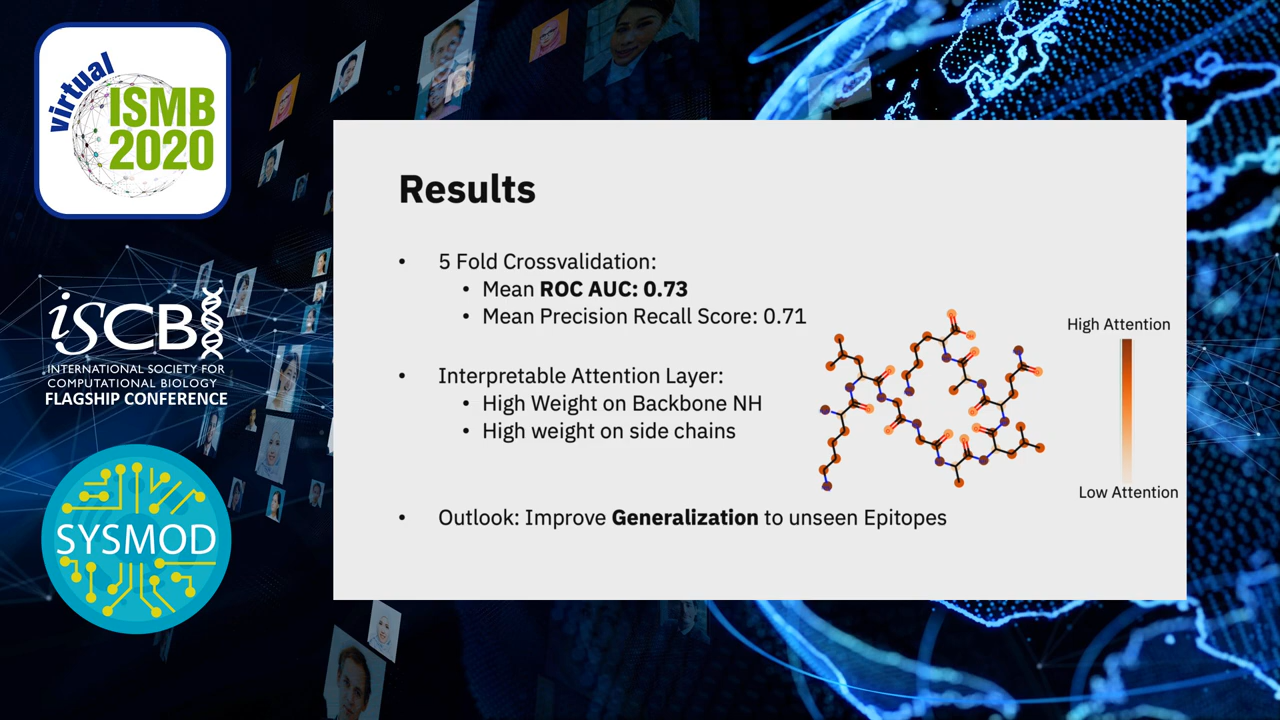 virtual
ISMB
2020
iSCB
INTERNATIONAL SOCIETY FOR
COMPUTATIONAL BIOLOGY
FLAGSHIP CONFERENCE
SYSMOD
Results
• 5 Fold Crossvalidation:
• Mean ROC AUC: 0.73
• Mean Precision Recall Score: 0.71
• Interpretable Attention Layer:
• High Weight on Backbone NH
• High weight on side chains
• Outlook: Improve Generalization to unseen Epitopes
High Attention
Low Attention